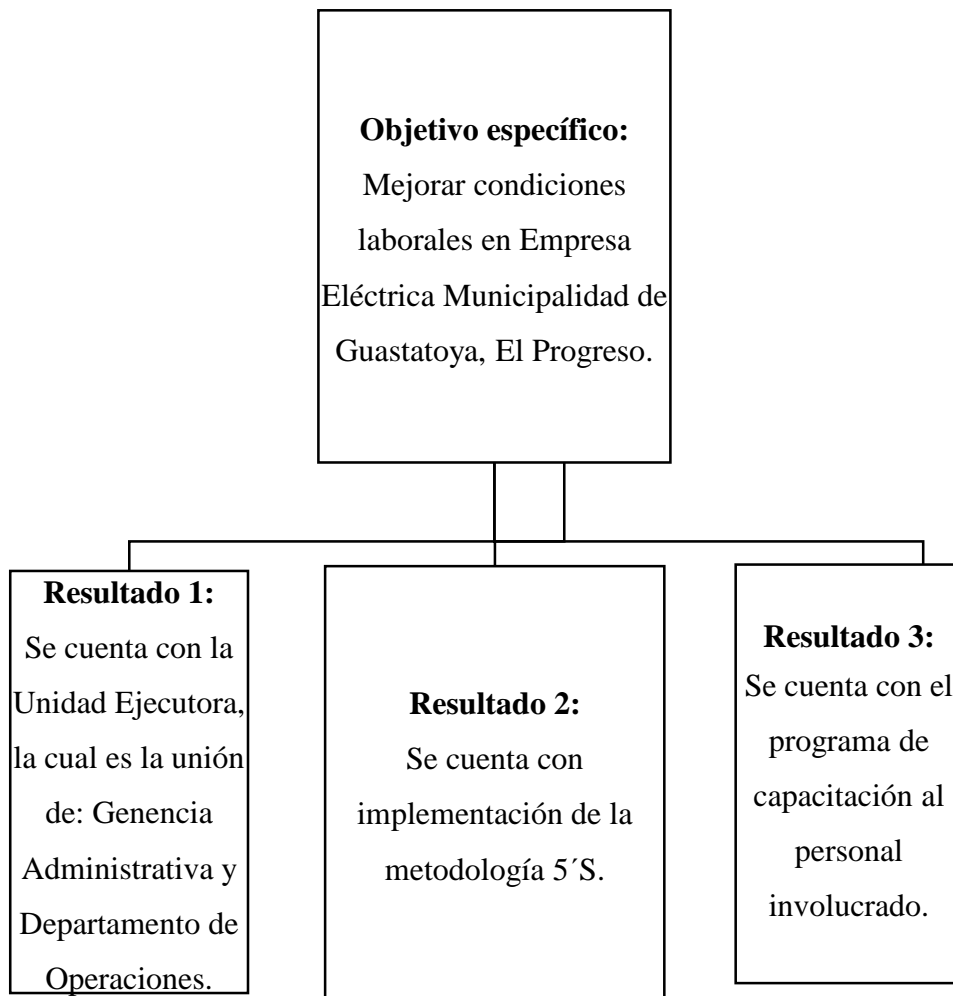 Objetivo específico:
Mejorar condiciones
laborales en Empresa
Eléctrica Municipalidad de
Guastatoya, El Progreso.
Resultado 1:
Se cuenta con la
Unidad Ejecutora,
la cual es la unión
de: Genencia
Administrativa y
Departamento de
Operaciones.
Resultado 2:
Se cuenta con
implementación de la
metodología 5´S.
Resultado 3:
Se cuenta con el
programa de
capacitación al
personal
involucrado.